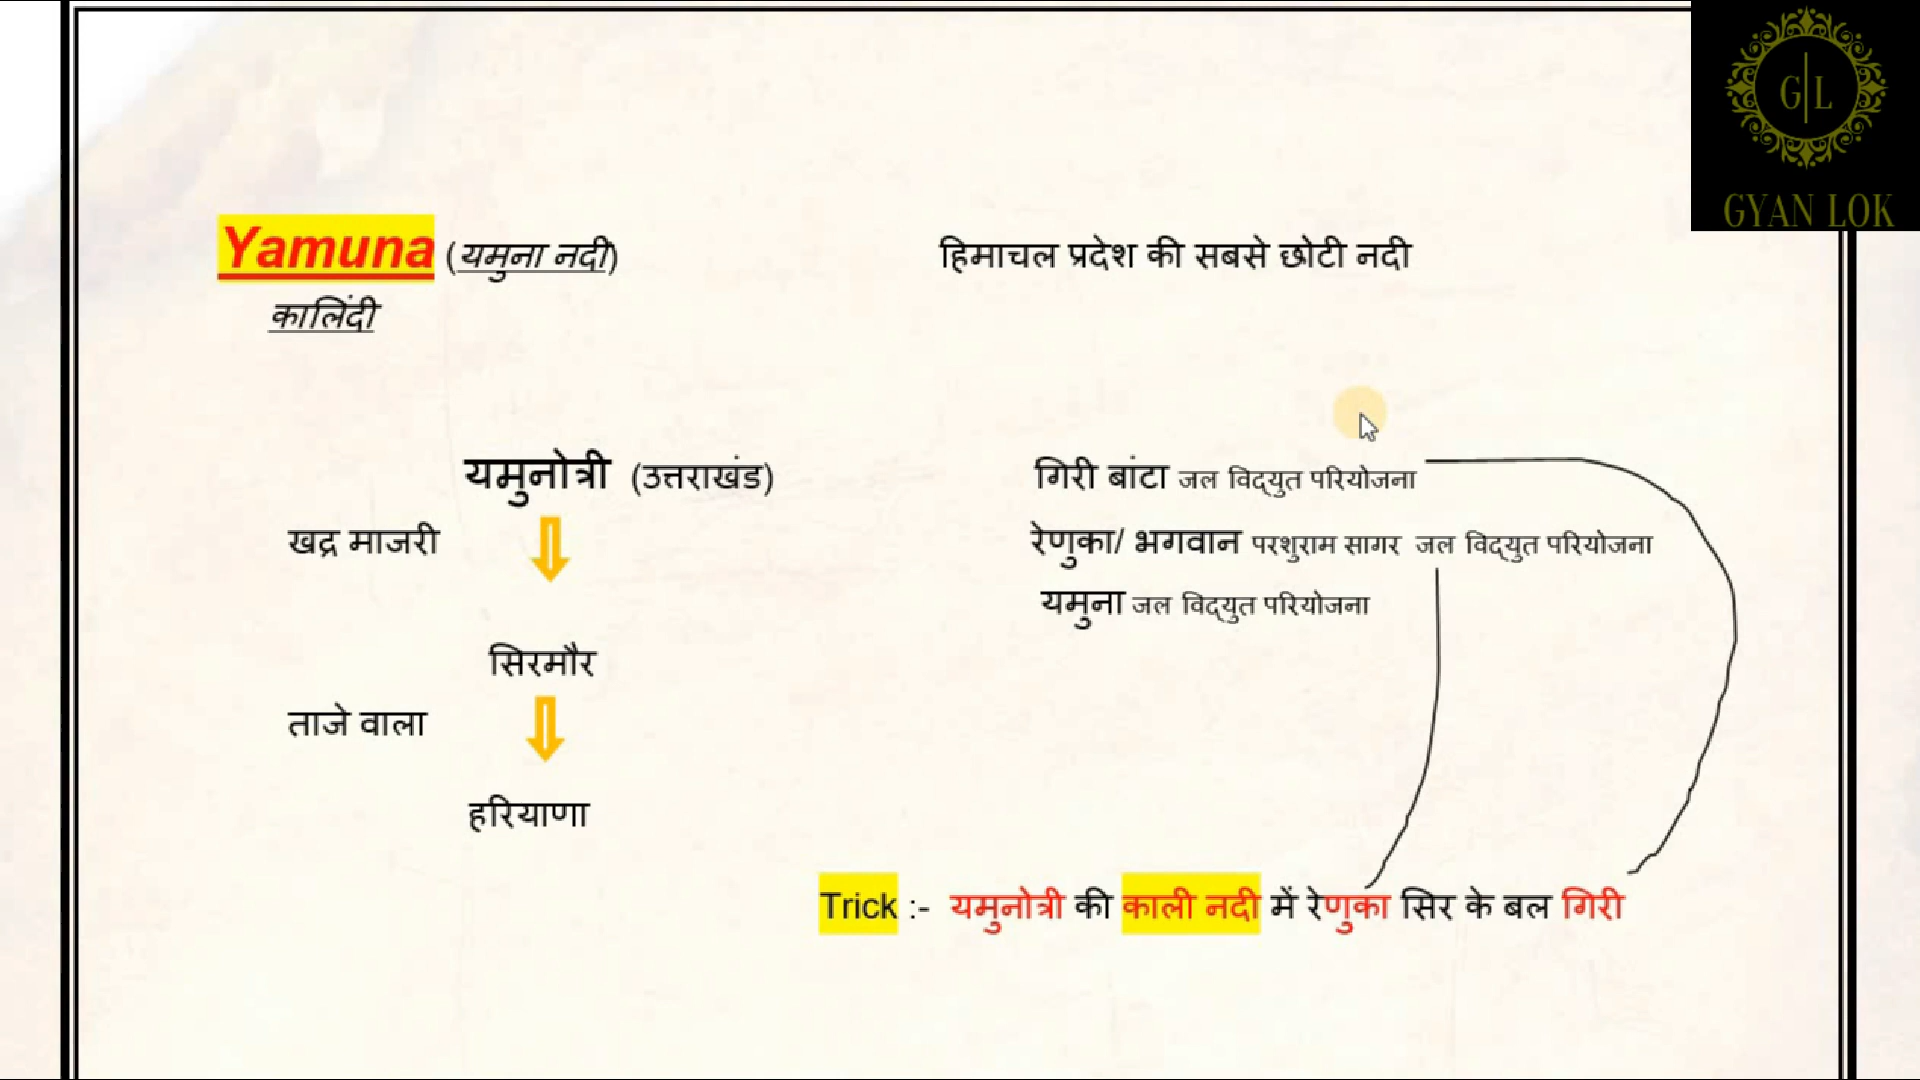 G|L
GYAN LOK
Yamuna (यमुना नदी)
हिमाचल प्रदेश की सबसे छोटी नदी
कालिंदी
यमुनोत्री (उत्तराखंड)
खद्र माजरी
सिरमौर
ताजे वाला
हरियाणा
गिरी बांटा जल विद्युत परियोजना
रेणुका/ भगवान परशुराम सागर जल विद्युत परियोजना
यमुना जल विद्युत परियोजना
Trick :- यमुनोत्री की काली नदी में रेणुका सिर के बल गिरी